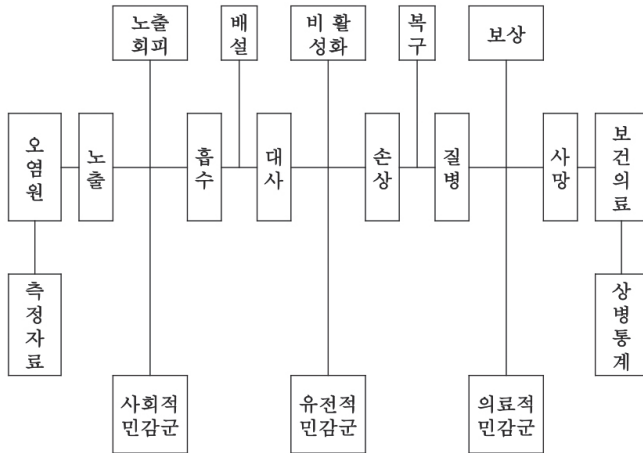 노출
회피
배
설
비 활
성화
복
구
보상
오
염
원
노
출
흡
수
대
사
손
상
질
병
사
망
보
건
의
료
측
정
자
료
상
병
통
계
사회적
민감군
유전적
민감군
의료적
민감군